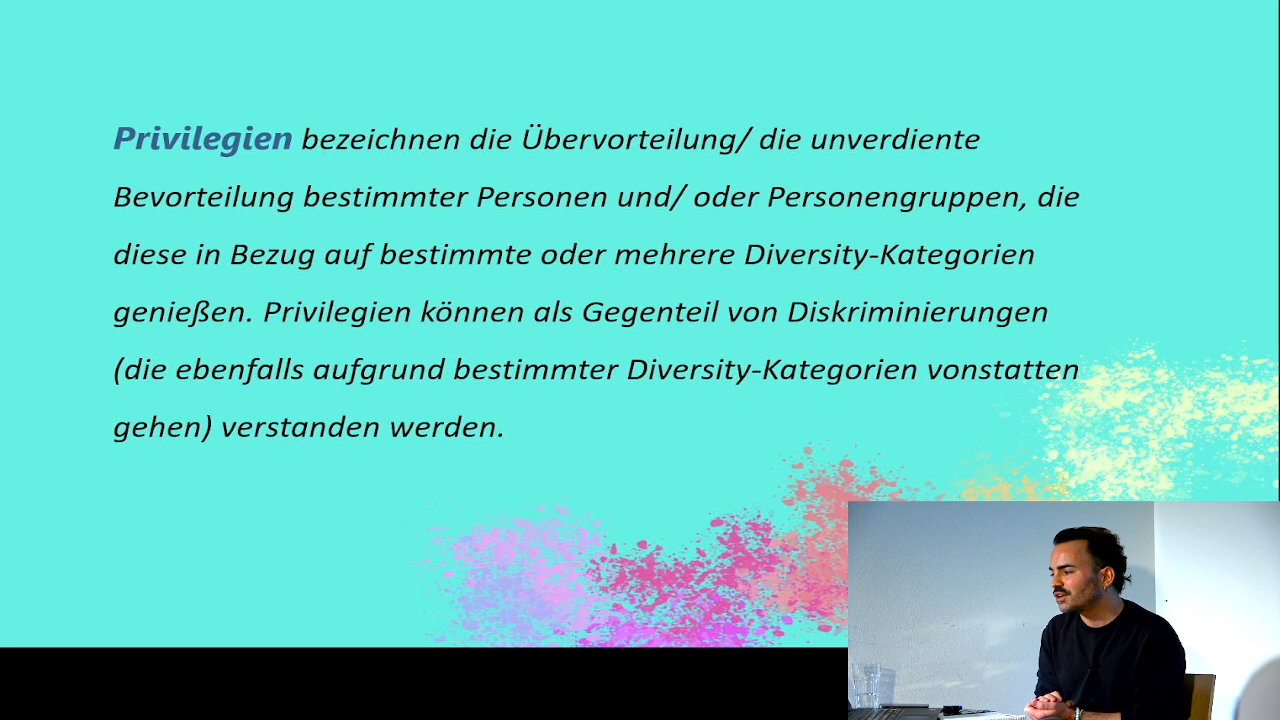 Privilegien bezeichnen die Übervorteilung/ die unverdiente
Bevorteilung bestimmter Personen und/ oder Personengruppen, die
diese in Bezug auf bestimmte oder mehrere Diversity-Kategorien
genießen. Privilegien können als Gegenteil von Diskriminierungen
(die ebenfalls aufgrund bestimmter Diversity-Kategorien vonstatten
gehen) verstanden werden.